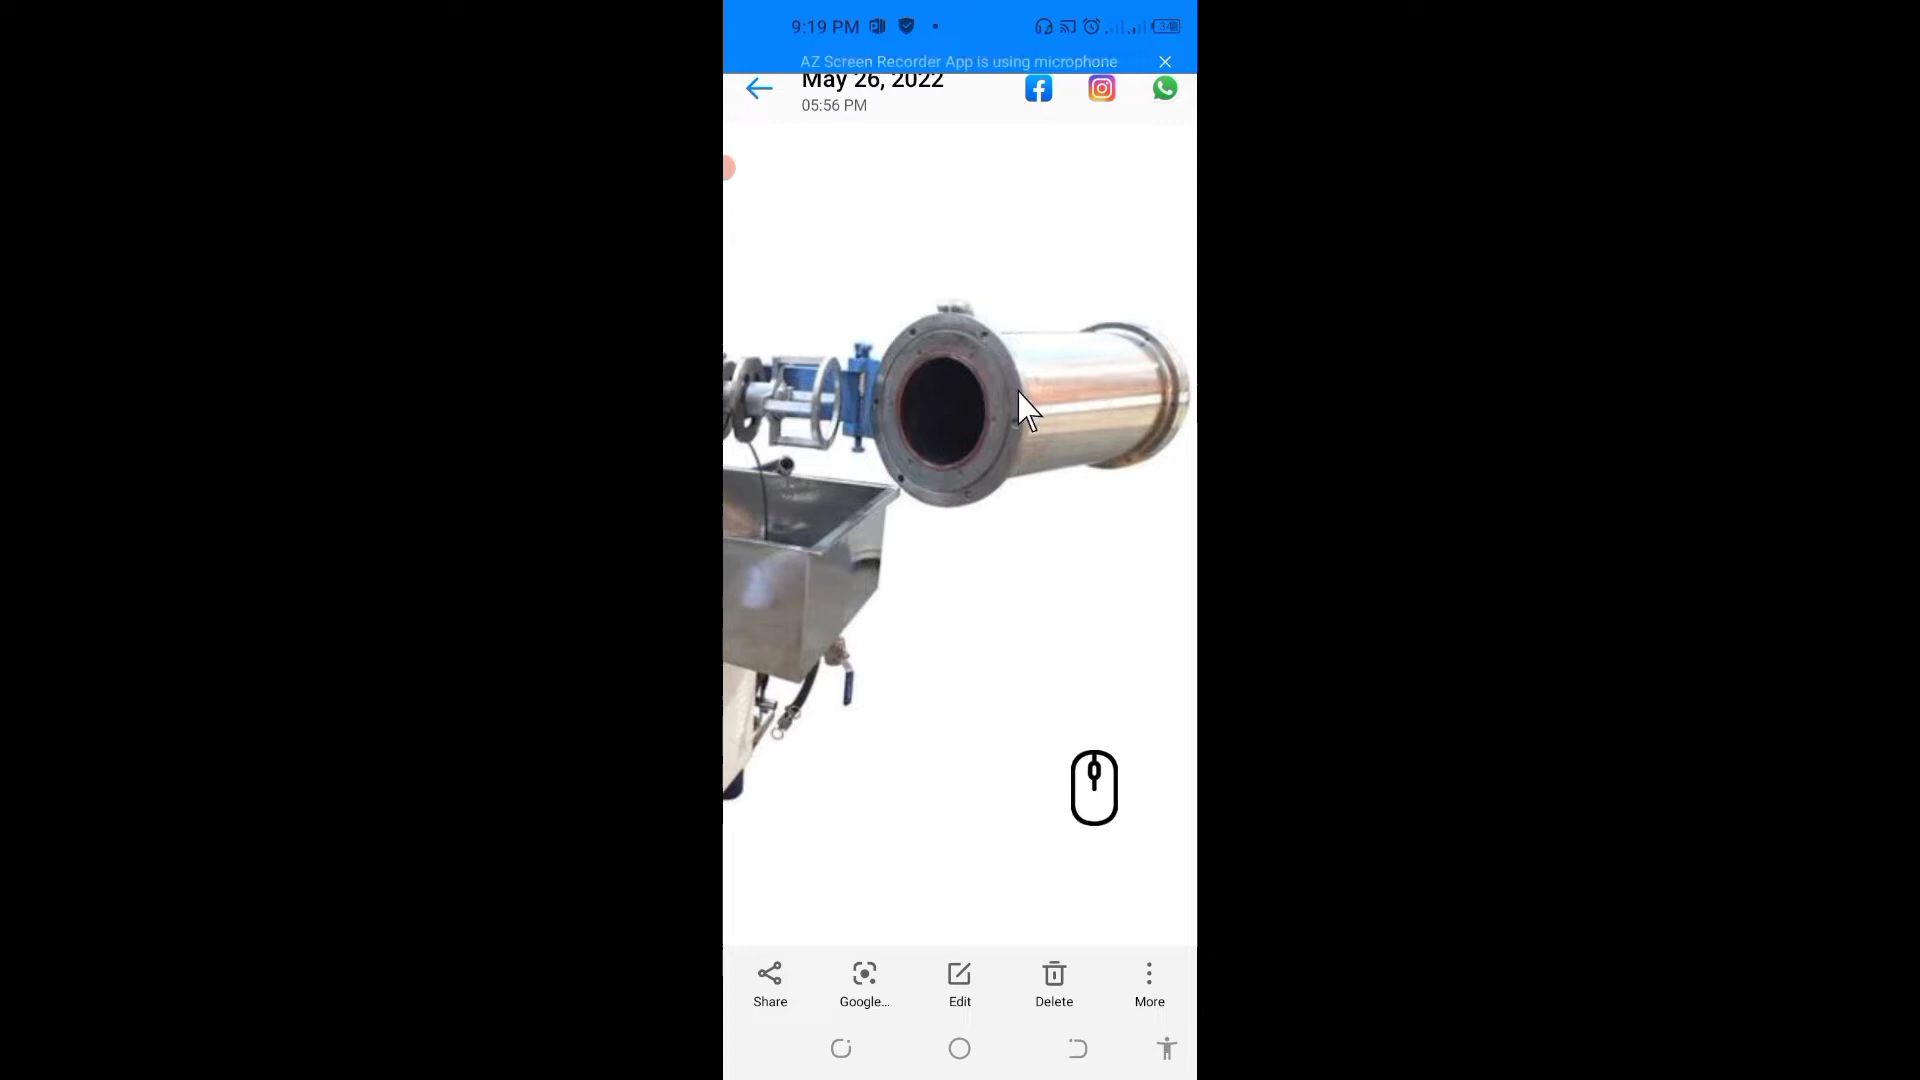 9:19 PM
AZ Screen Recorder App is using microphone
May 26, 2022
05:56 PM
Share
Google...
Edit
Delete
More